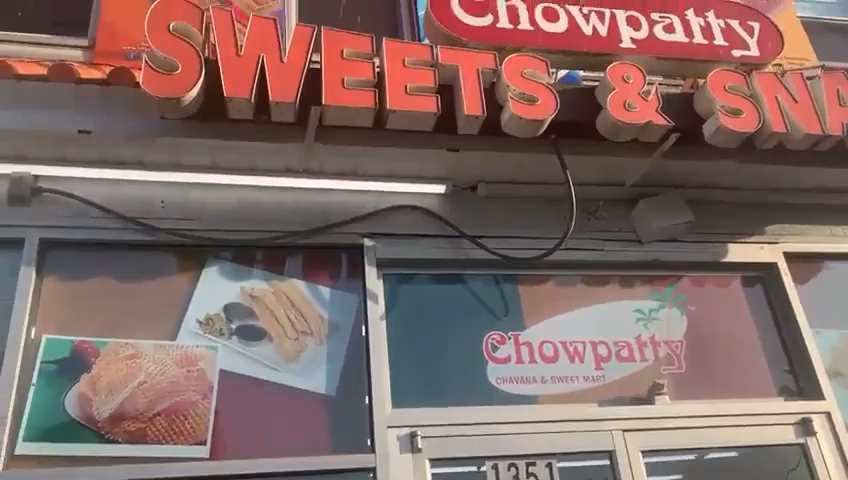 Chowpatty
SWEETS & SNA
Chowpatty
CHAVANA & SWEET MART
1351